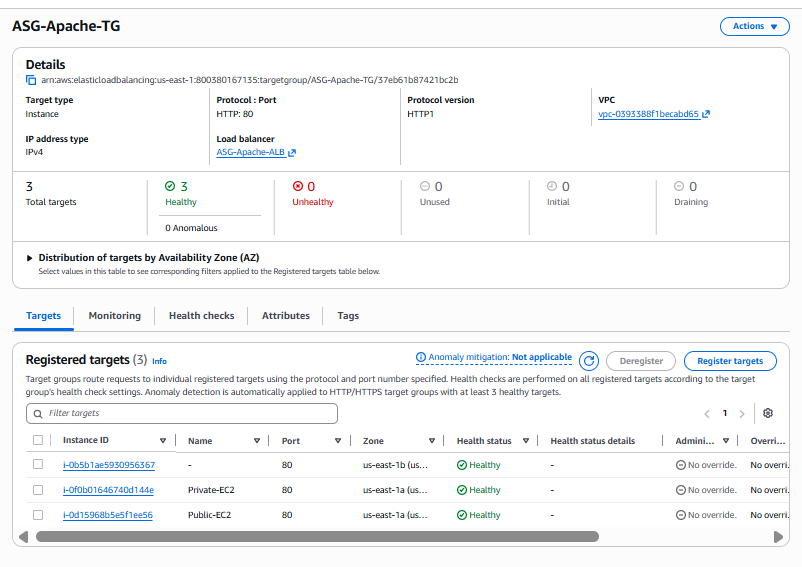 ASG-Apache-TG
Actions
Details
arn:aws:elasticloadbalancing:us-east-1:800380167135:targetgroup/ASG-Apache-TG/37eb61b87421bc2b
Target type
Instance
Protocol : Port
HTTP: 80
Protocol version
HTTP1
VPC
vpc-0393388f1becabd65
IP address type
IPv4
Load balancer
ASG-Apache-ALB
3
Total targets
3
Healthy
0 Anomalous
0
Unhealthy
0
Unused
0
Initial
0
Draining
Distribution of targets by Availability Zone (AZ)
Select values in this table to see corresponding filters applied to the Registered targets table below.
Targets Monitoring Health checks Attributes Tags
Registered targets (3) Info
Anomaly mitigation: Not applicable
Deregister
Register targets
Target groups route requests to individual registered targets using the protocol and port number specified. Health checks are performed on all registered targets according to the target
group's health check settings. Anomaly detection is automatically applied to HTTP/HTTPS target groups with at least 3 healthy targets.
Filter targets
1
Instance ID Name Port Zone Health status Health status details Admini... Overri...
i-0b5b1ae5930956367 - 80 us-east-1b (us... Healthy - No override. No overri...
i-0f0b01646740d144e Private-EC2 80 us-east-1a (us... Healthy - No override. No overri...
i-0d15968b5e5f1ee56 Public-EC2 80 us-east-1a (us... Healthy - No override. No overri...